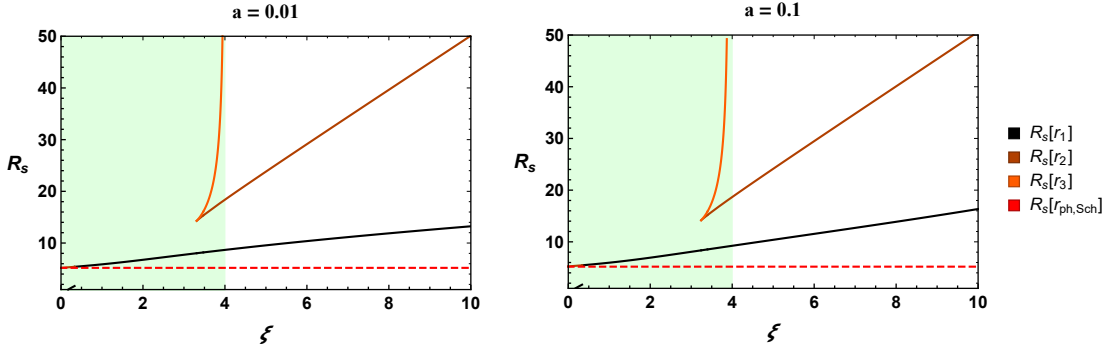 a = 0.01
50
40
30
20
10
R_s
0
2
4
6
8
10
ξ
a = 0.1
50
40
30
20
10
R_s
0
2
4
6
8
10
ξ
R_s[r_1]
R_s[r_2]
R_s[r_3]
R_s[r_ph,Sch]